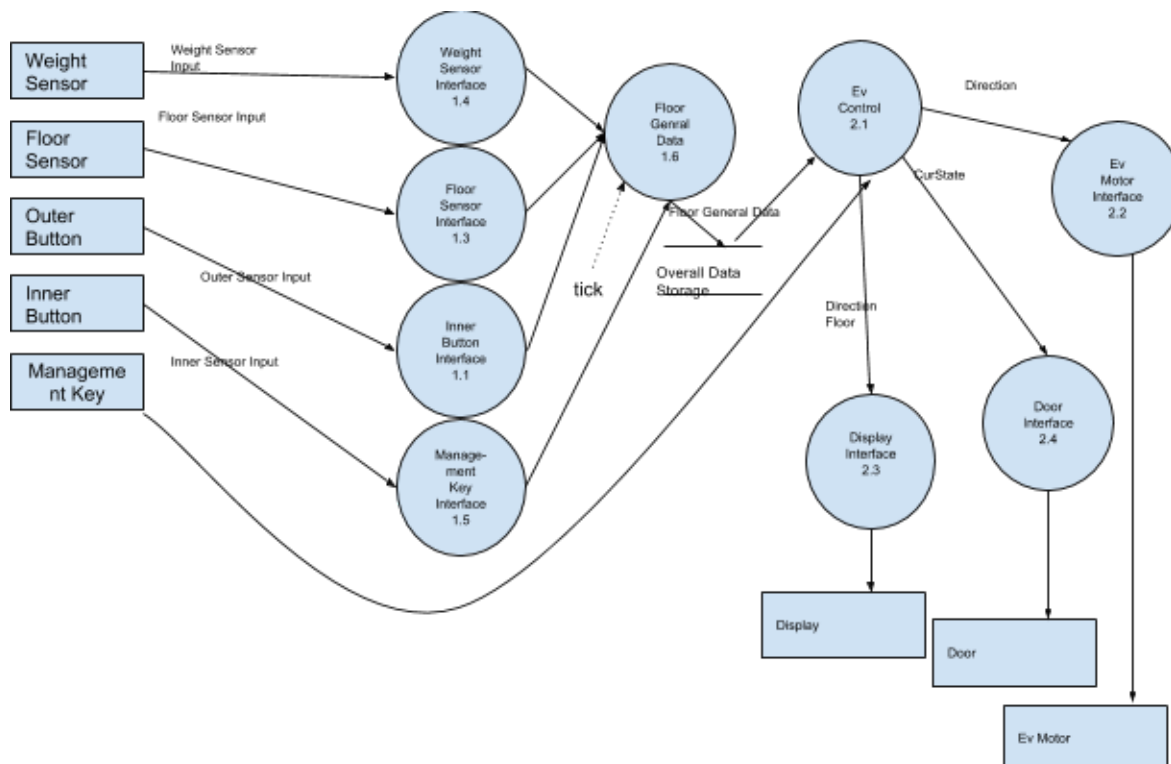 Weight
Sensor
Weight Sensor
Input
Floor Sensor Input
Floor
Sensor
Outer
Button
Outer Sensor Input
Inner
Button
Inner Sensor Input
Manageme
nt Key
Weight
Sensor
Interface
1.4
Floor
Sensor
Interface
1.3
Inner
Button
Interface
1.1
Manage-
ment
Key
Interface
1.5
Floor
Genral
Data
1.6
tick
Floor General Data
Overall Data
Storage
Ev
Control
2.1
Direction
CurState
Ev
Motor
Interface
2.2
Direction
Floor
Display
Interface
2.3
Door
Interface
2.4
Display
Door
Ev Motor